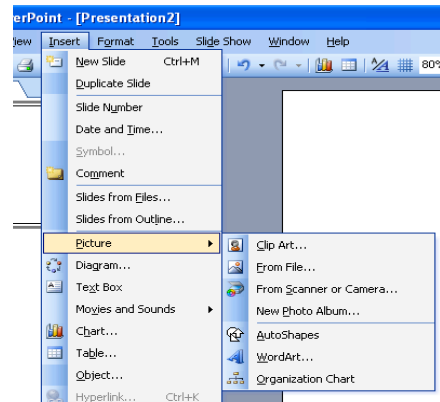 erPoint - [Presentation2]
iew Insert Format Tools Slide Show Window Help
80%
New Slide Ctrl+M
Duplicate Slide
Slide Number
Date and Time...
Symbol...
Comment
Slides from Files...
Slides from Outline...
Picture
Diagram...
Text Box
Movies and Sounds
Chart...
Table...
Object...
Hyperlink... Ctrl+K
Clip Art...
From File...
From Scanner or Camera...
New Photo Album...
AutoShapes
WordArt...
Organization Chart